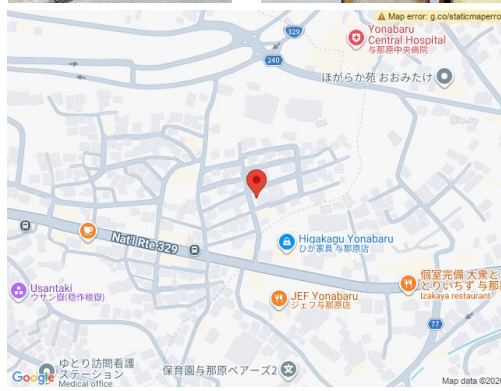 Map error: g.co/staticmaperro
329
Yonabaru
Central Hospital
与那原中央病院
240
ほがらか苑 おおみたけ
Nat'l Rte 329
Higakagu Yonabaru
ひが家具 与那原店
Usantaki
ウサン嶽(稲作根嶽)
JEF Yonabaru
ジェフ与那原店
個室完備 大衆と
とりいちず 与那
Izakaya restaurant
77
ゆとり訪問看護
ステーション
Medical office
保育園与那原ベアーズ2
Google
Map data ©202